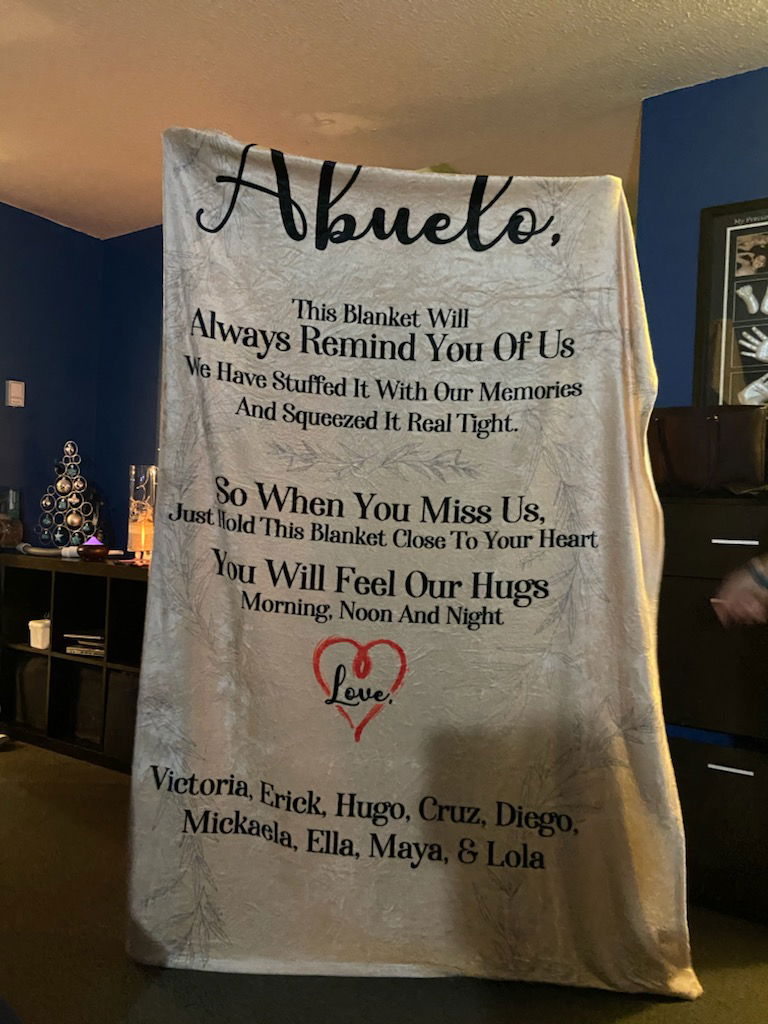 Abuelo,
This Blanket Will
Always Remind You Of Us
We Have Stuffed It With Our Memories
And Squeezed It Real Tight.
So When You Miss Us,
Just Hold This Blanket Close To Your Heart
You Will Feel Our Hugs
Morning, Noon And Night
Love,
Victoria, Erick, Hugo, Cruz, Diego,
Mickaela, Ella, Maya, & Lola
My